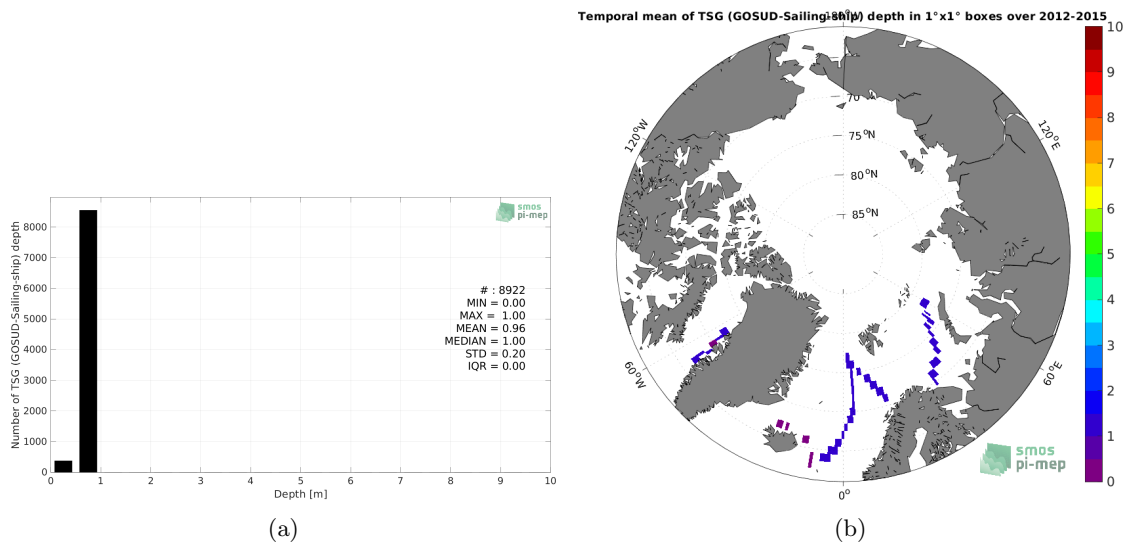 Number of TSG (GOSUD-Sailing-ship) depth
8000
7000
6000
5000
4000
3000
2000
1000
0
0 1 2 3 4 5 6 7 8 9 10
Depth [m]
smos
pi-mep
# : 8922
MIN = 0.00
MAX = 1.00
MEAN = 0.96
MEDIAN = 1.00
STD = 0.20
IQR = 0.00
(a)
Temporal mean of TSG (GOSUD-Sailing-ship) depth in 1°x1° boxes over 2012-2015
180°W
120°W
120°E
60°W
60°E
0°
70
75°N
80°N
85°N
smos
pi-mep
10
9
8
7
6
5
4
3
2
1
0
(b)